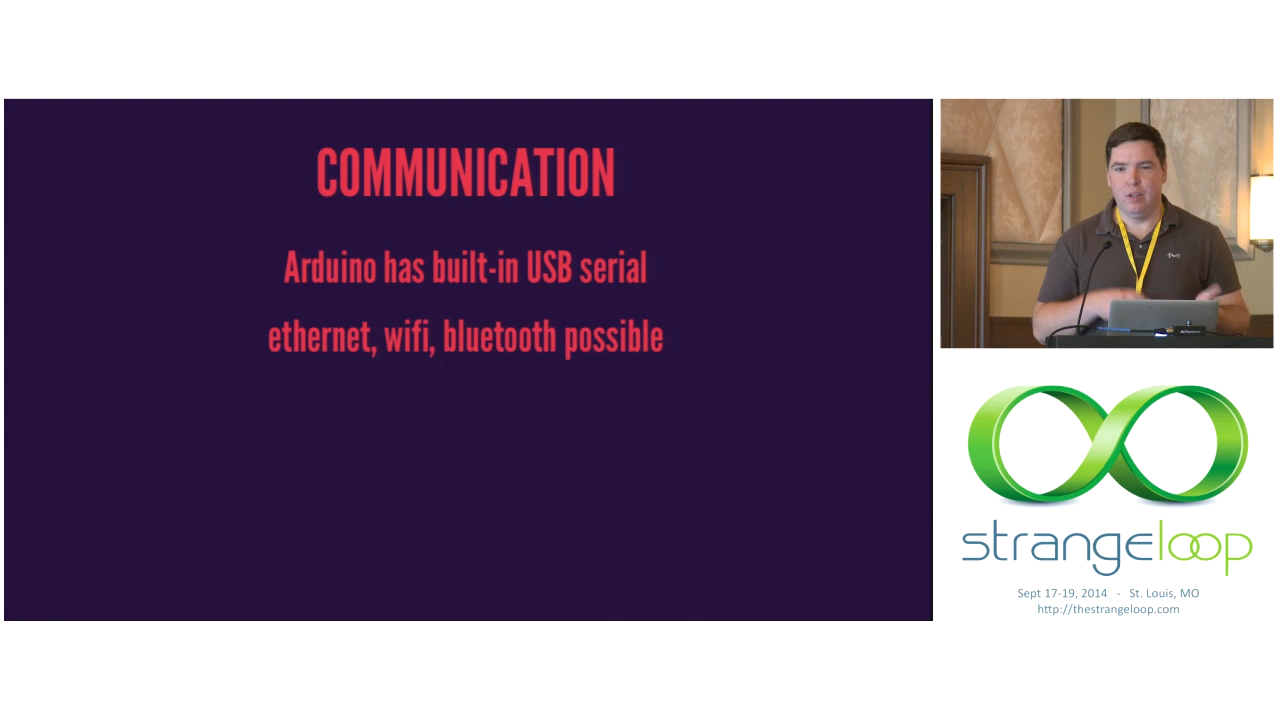 COMMUNICATION
Arduino has built-in USB serial
ethernet, wifi, bluetooth possible
strangeloop
Sept 17-19, 2014 - St. Louis, MO
http://thestrangeloop.com